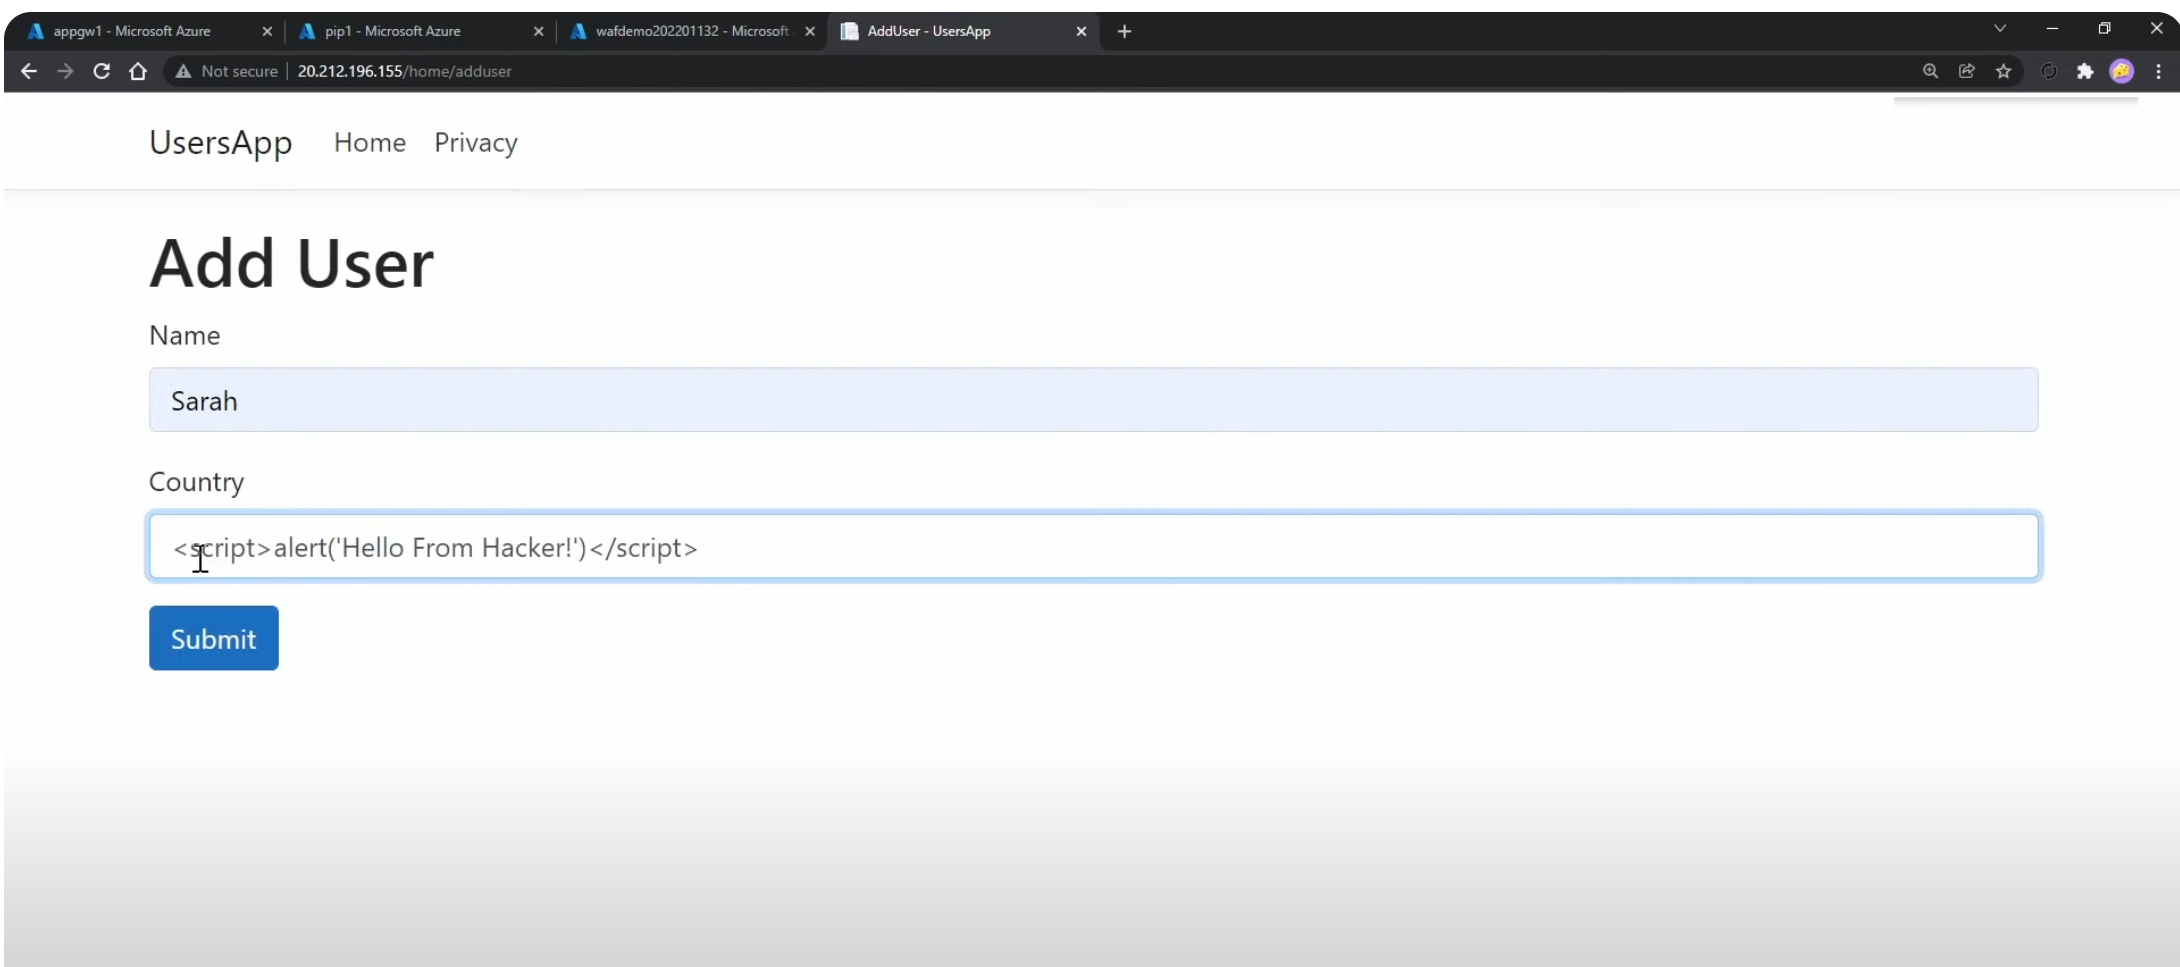 appgw1 - Microsoft Azure
pip1 - Microsoft Azure
wafdemo202201132 - Microsoft
AddUser - UsersApp
Not secure
20.212.196.155/home/adduser
UsersApp Home Privacy
Add User
Name
Sarah
Country
<script>alert('Hello From Hacker!')</script>
Submit